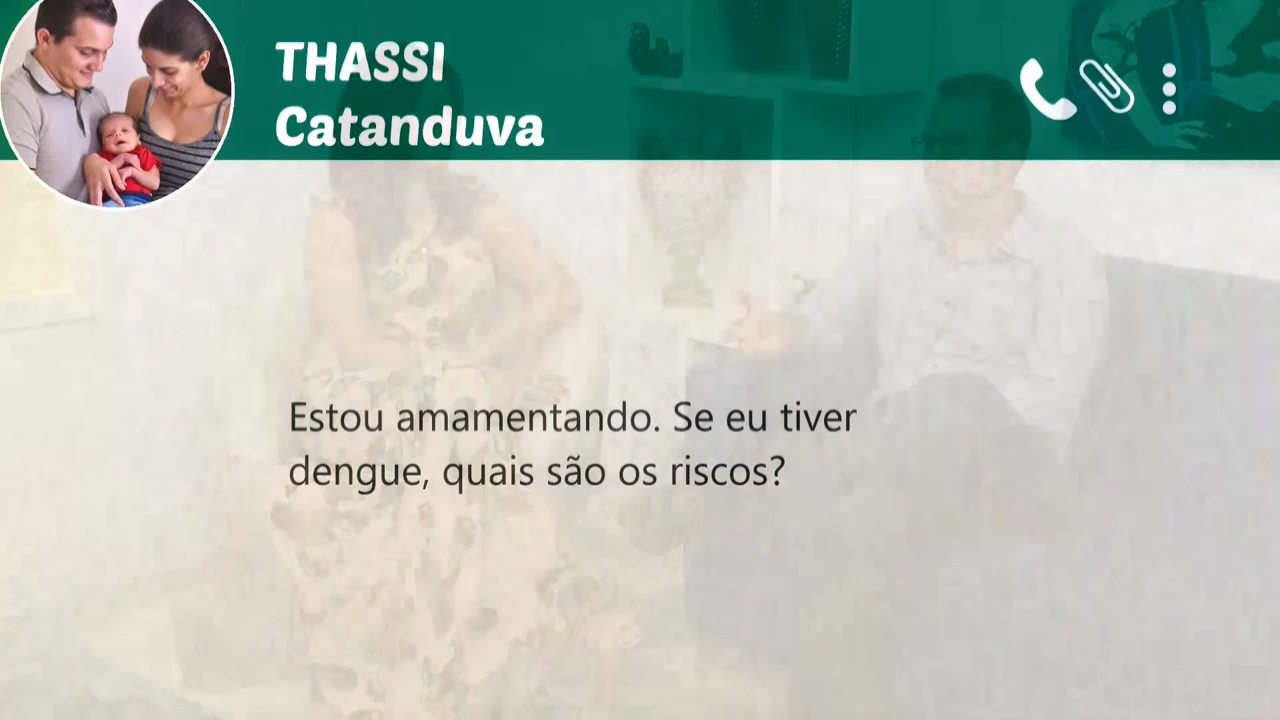 THASSI
Catanduva
Estou amamentando. Se eu tiver
dengue, quais são os riscos?